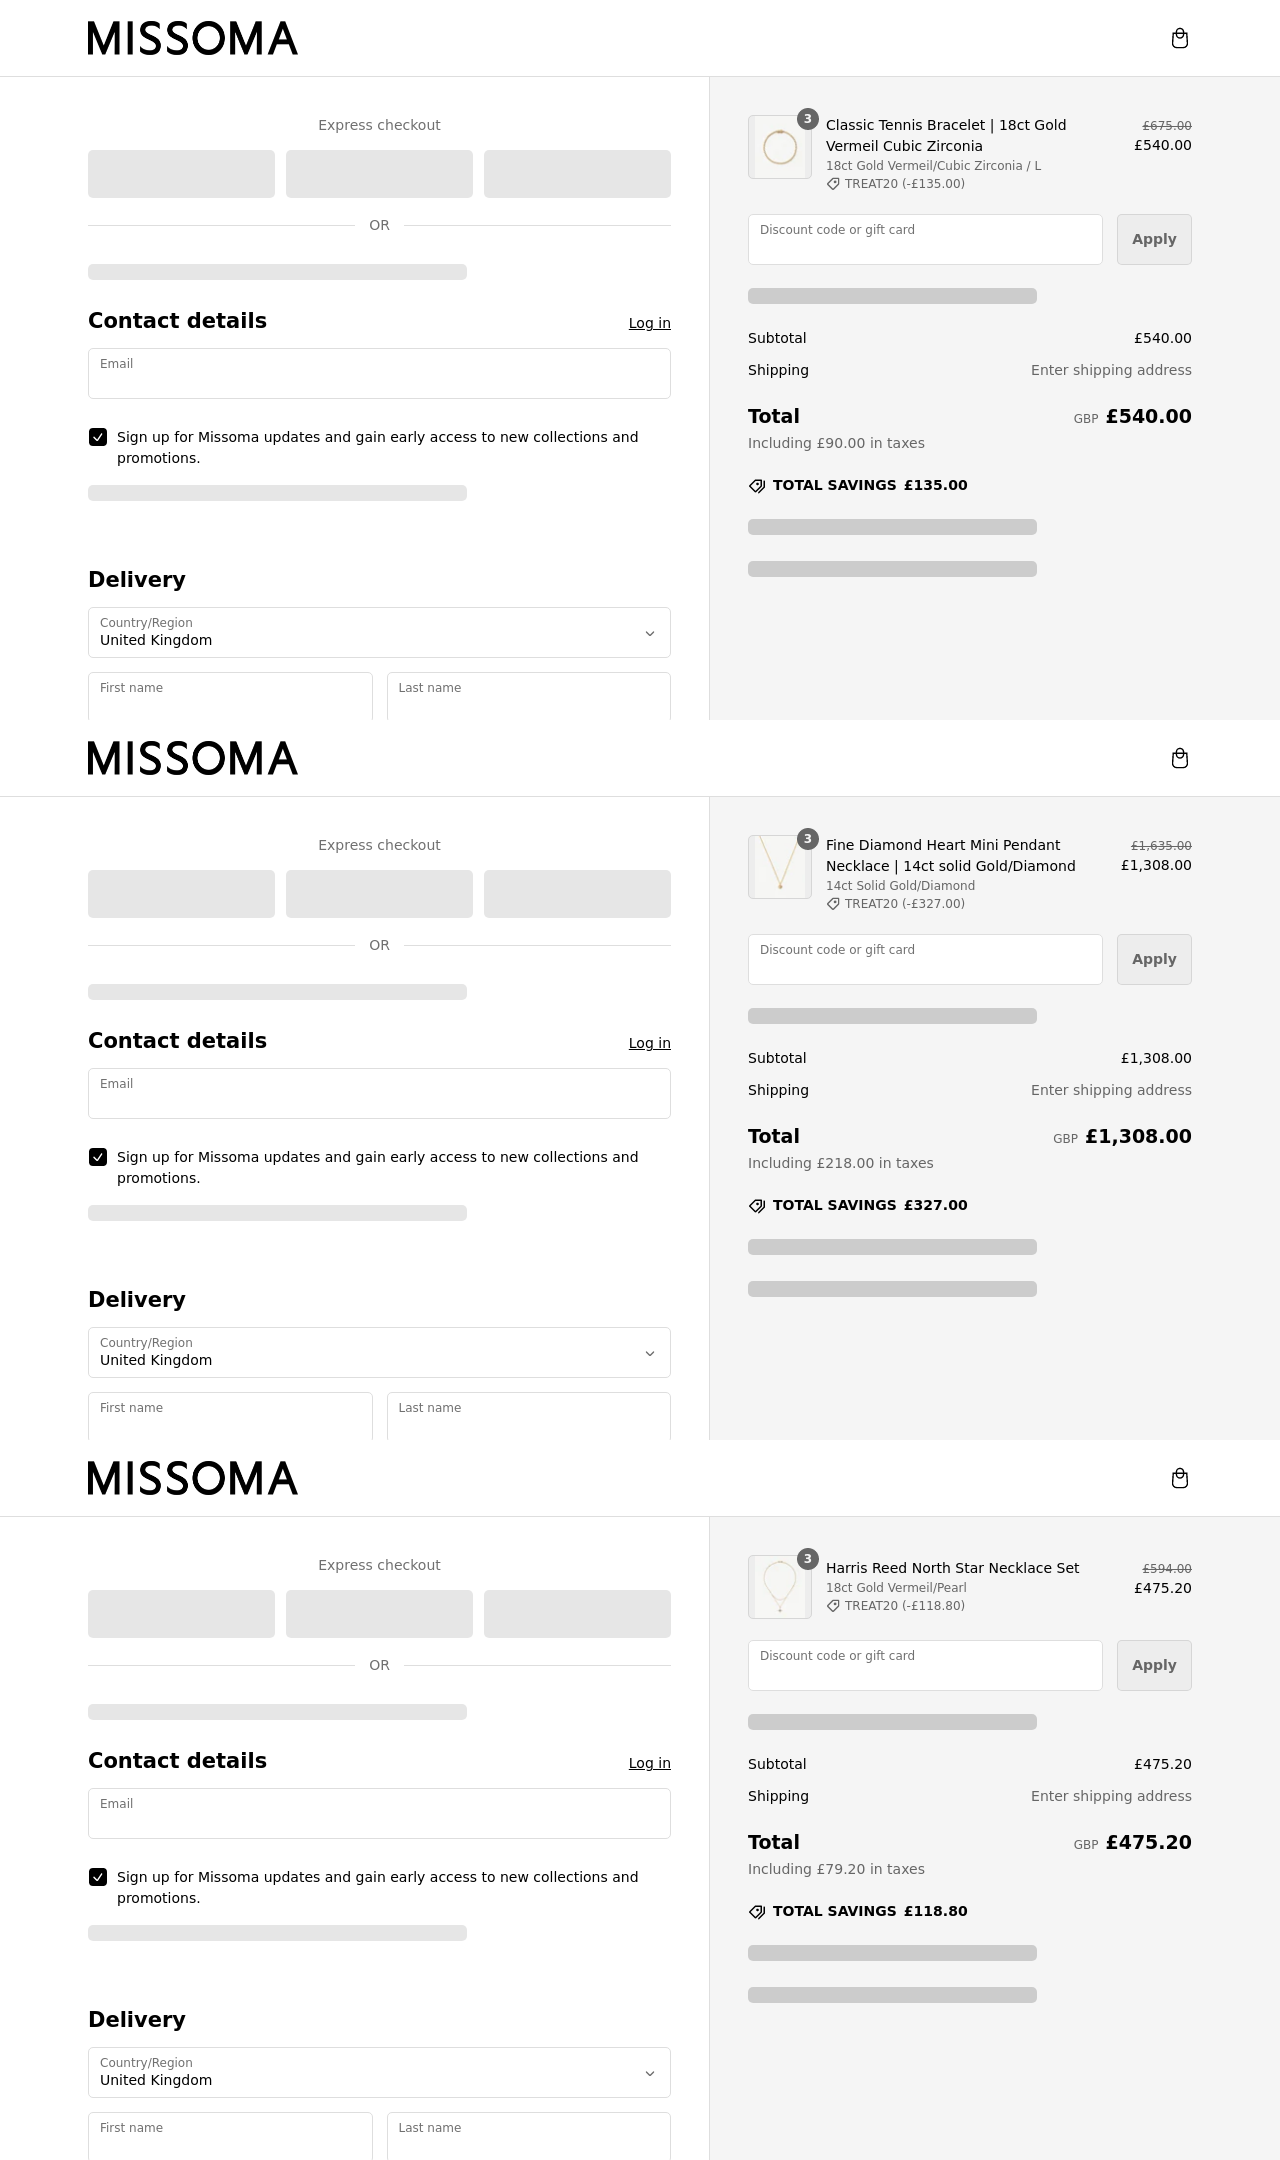 MISSOMA
Express checkout
OR
Contact details
Log in
Email
Sign up for Missoma updates and gain early access to new collections and
promotions.
Delivery
Country/Region
United Kingdom
First name
Last name
3
Classic Tennis Bracelet | 18ct Gold
Vermeil Cubic Zirconia
18ct Gold Vermeil/Cubic Zirconia / L
TREAT20 (-£135.00)
£675.00
£540.00
Discount code or gift card
Apply
Subtotal
£540.00
Shipping
Enter shipping address
Total
GBP £540.00
Including £90.00 in taxes
TOTAL SAVINGS £135.00
MISSOMA
Express checkout
OR
Contact details
Log in
Email
Sign up for Missoma updates and gain early access to new collections and
promotions.
Delivery
Country/Region
United Kingdom
First name
Last name
3
Fine Diamond Heart Mini Pendant
Necklace | 14ct solid Gold/Diamond
14ct Solid Gold/Diamond
TREAT20 (-£327.00)
£1,635.00
£1,308.00
Discount code or gift card
Apply
Subtotal
£1,308.00
Shipping
Enter shipping address
Total
GBP £1,308.00
Including £218.00 in taxes
TOTAL SAVINGS £327.00
MISSOMA
Express checkout
OR
Contact details
Log in
Email
Sign up for Missoma updates and gain early access to new collections and
promotions.
Delivery
Country/Region
United Kingdom
First name
Last name
3
Harris Reed North Star Necklace Set
18ct Gold Vermeil/Pearl
TREAT20 (-£118.80)
£594.00
£475.20
Discount code or gift card
Apply
Subtotal
£475.20
Shipping
Enter shipping address
Total
GBP £475.20
Including £79.20 in taxes
TOTAL SAVINGS £118.80